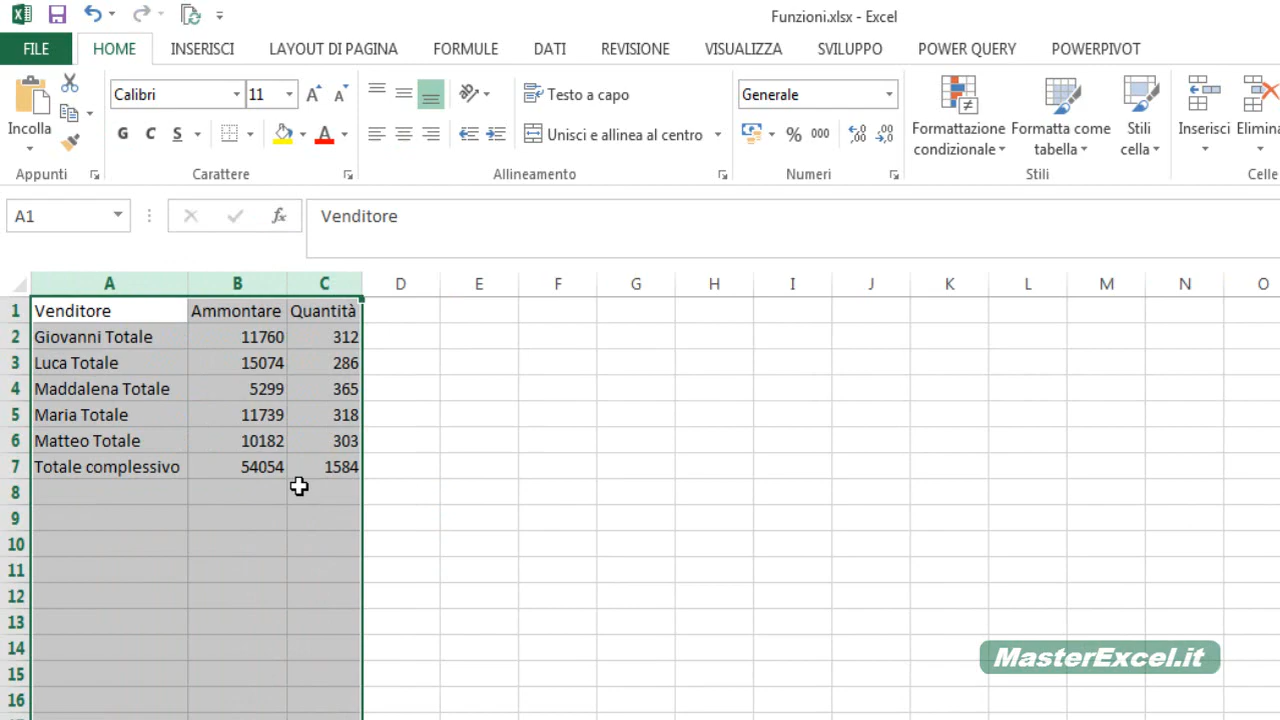 Funzioni.xlsx - Excel
FILE HOME INSERISCI LAYOUT DI PAGINA FORMULE DATI REVISIONE VISUALIZZA SVILUPPO POWER QUERY POWERPIVOT
Incolla
Calibri 11
G C S A
Testo a capo
Unisci e allinea al centro
Generale
% 000
Formattazione condizionale
Formatta come tabella
Stili cella
Inserisci
Elimina
Appunti Carattere Allineamento Numeri Stili Celle
A1 fx Venditore
A B C D E F G H I J K L M N O
1 Venditore Ammontare Quantità
2 Giovanni Totale 11760 312
3 Luca Totale 15074 286
4 Maddalena Totale 5299 365
5 Maria Totale 11739 318
6 Matteo Totale 10182 303
7 Totale complessivo 54054 1584
8
9
10
11
12
13
14
15
16
MasterExcel.it